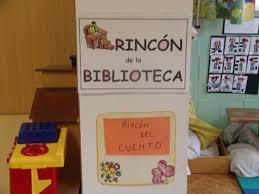 RINCÓN
de la
BIBLIOTECA
RINCÓN
DEL
CUENTO